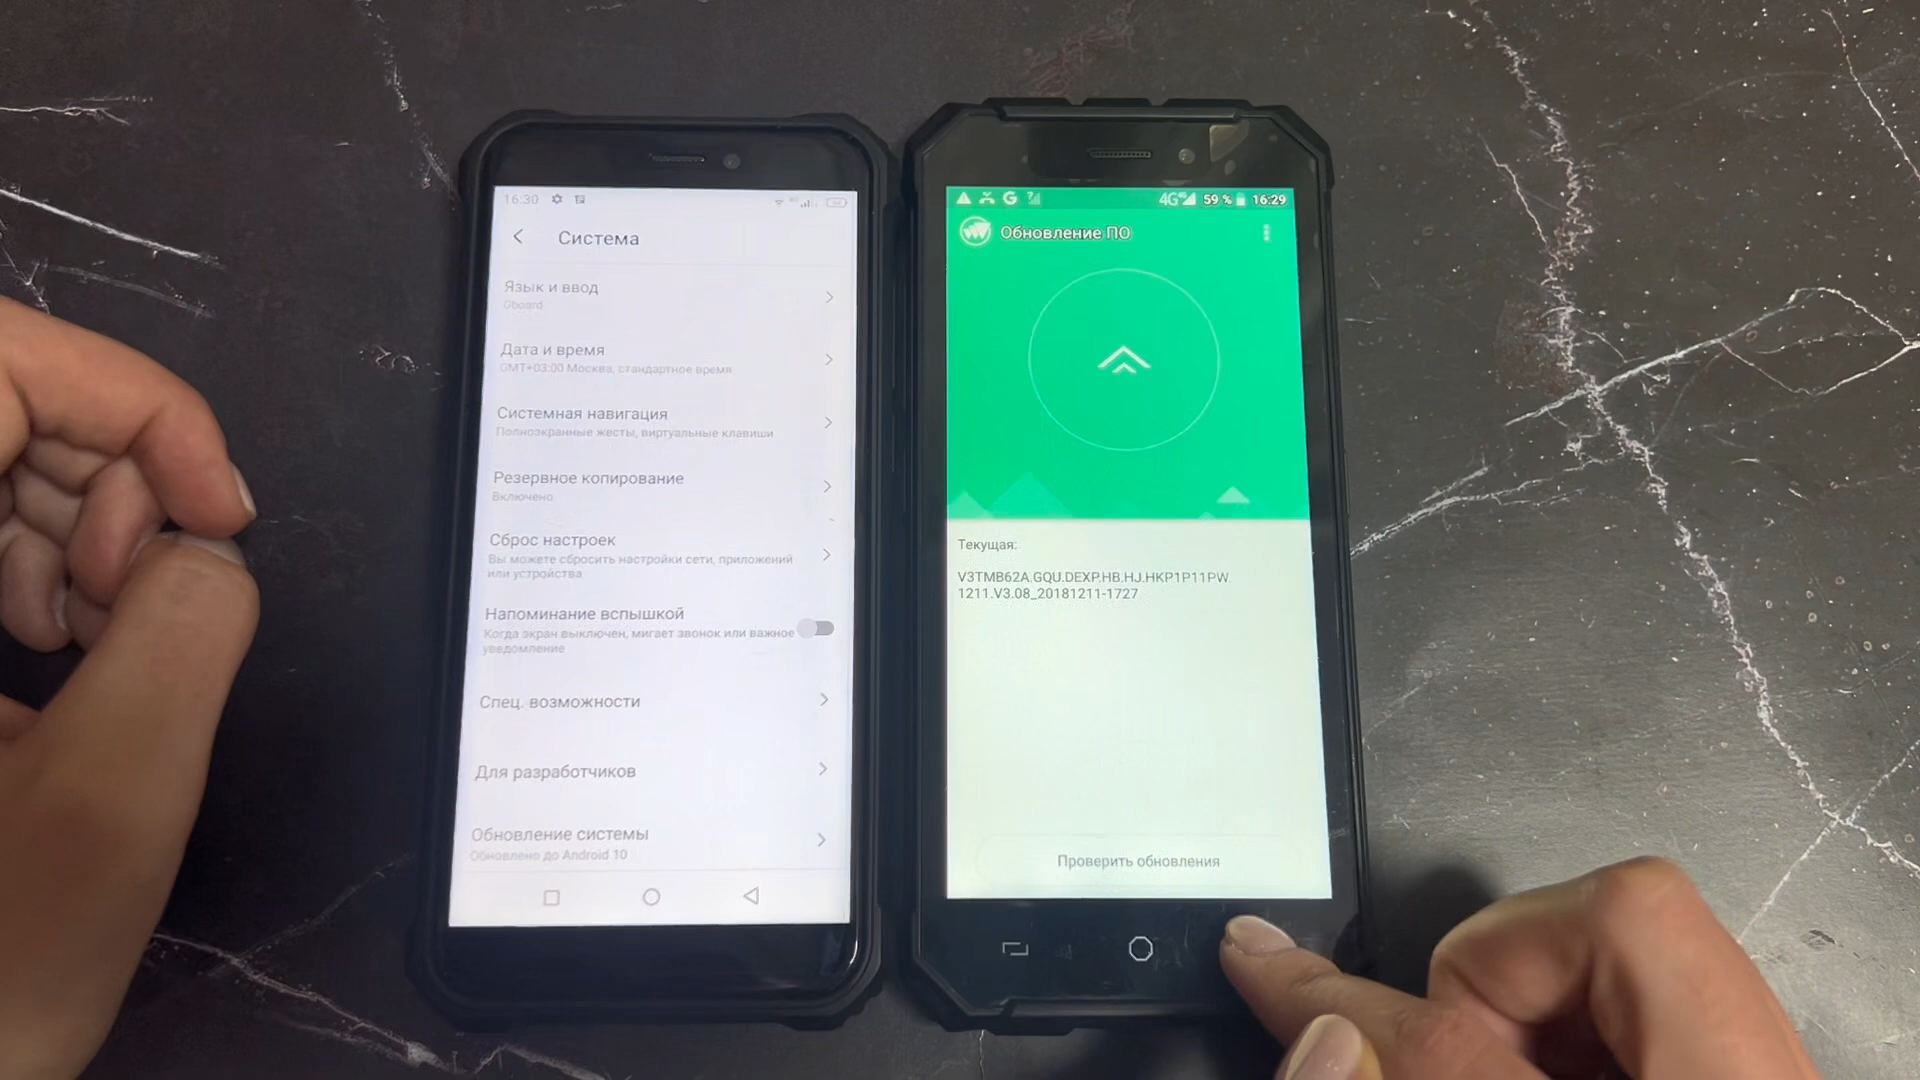 16:30
Система
Язык и ввод
Gboard
Дата и время
GMT+03:00 Москва, стандартное время
Системная навигация
Полноэкранные жесты, виртуальные клавиши
Резервное копирование
Включено
Сброс настроек
Вы можете сбросить настройки сети, приложений
или устройства
Напоминание вспышкой
Когда экран выключен, мигает звонок или важное
уведомление
Спец. возможности
Для разработчиков
Обновление системы
Обновлено до Android 10
G 4G 59 % 16:29
Обновление ПО
Текущая:
V3TMB62A.GQU.DEXP.HB.HJ.HKP1P11PW.
1211.V3.08_20181211-1727
Проверить обновления